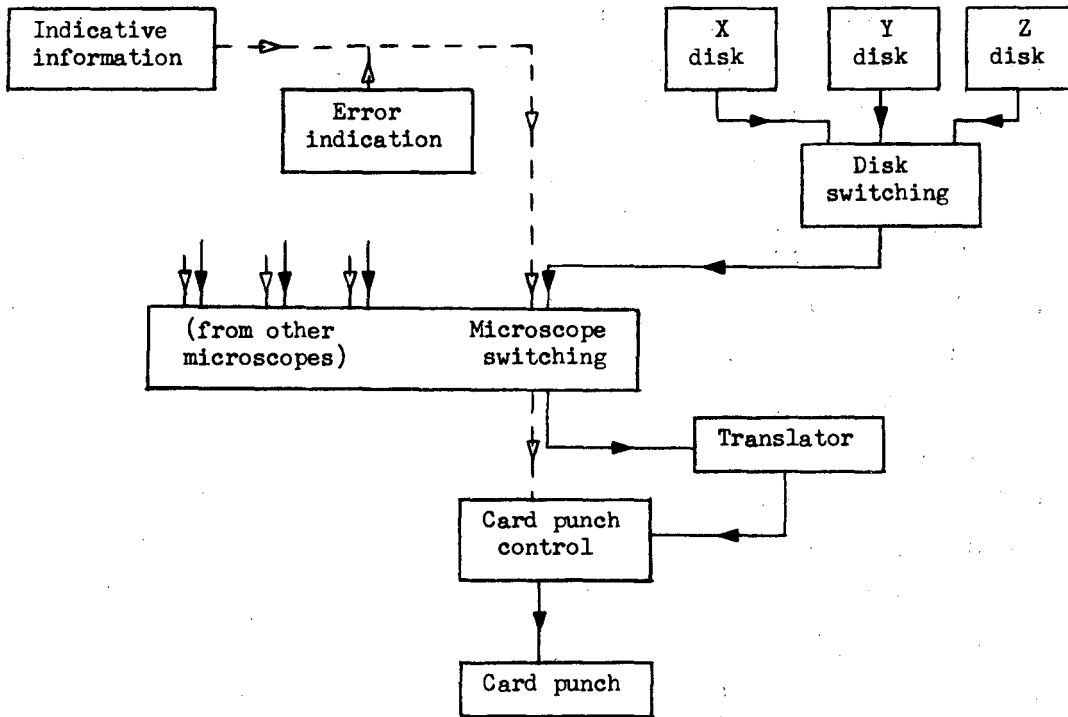 Indicative
information
Error
indication
X
disk
Y
disk
Z
disk
Disk
switching
(from other
microscopes)
Microscope
switching
Translator
Card punch
control
Card punch